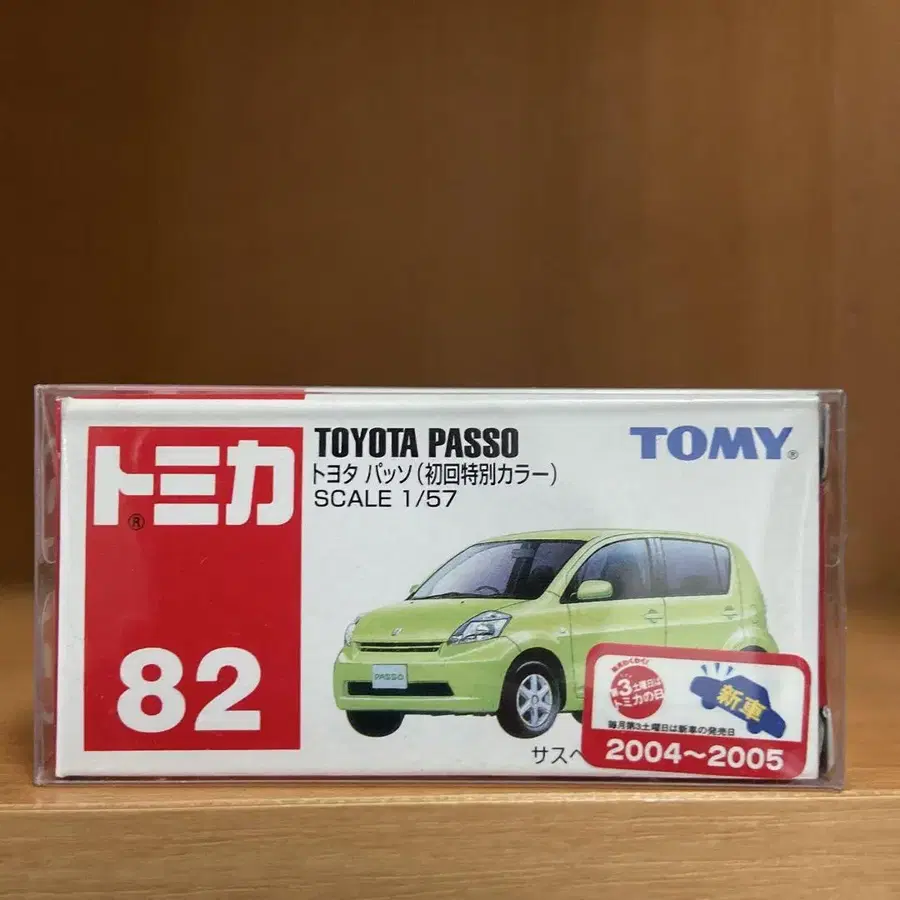 トミカ®
82
TOYOTA PASSO
トヨタ パッソ(初回特別カラー)
SCALE 1/57
TOMY®
PASSO
サスペ
第3土曜日は
トミカの日
新車
毎月第3土曜日は新車の発売日
2004〜2005